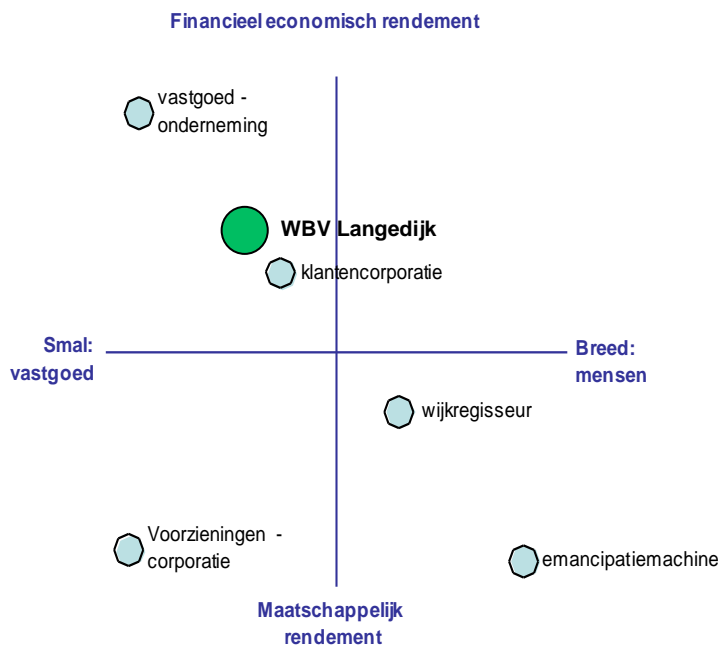 Financieel economisch rendement
vastgoed -
onderneming
WBV Langedijk
klantencorporatie
Smal:
vastgoed
Breed:
mensen
wijkregisseur
Voorzieningen -
corporatie
emancipatiemachine
Maatschappelijk
rendement